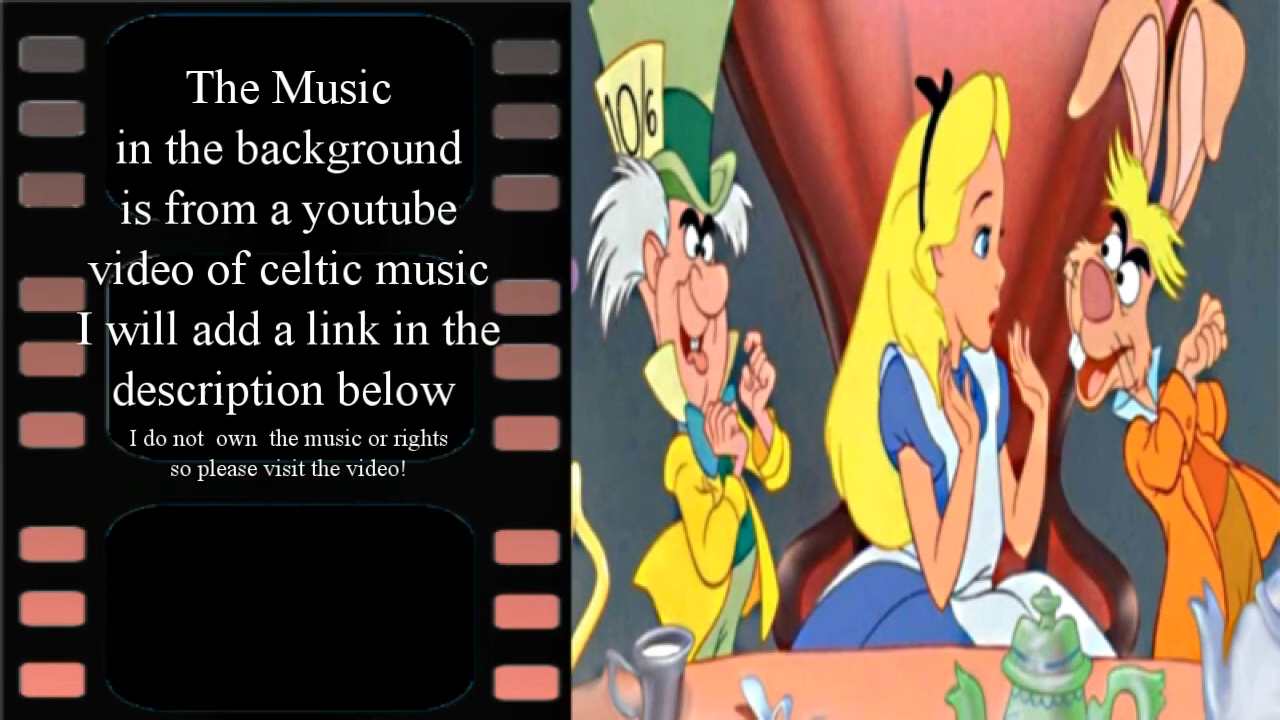 The Music
in the background
is from a youtube
video of celtic music
I will add a link in the
description below
I do not own the music or rights
so please visit the video!
10/6